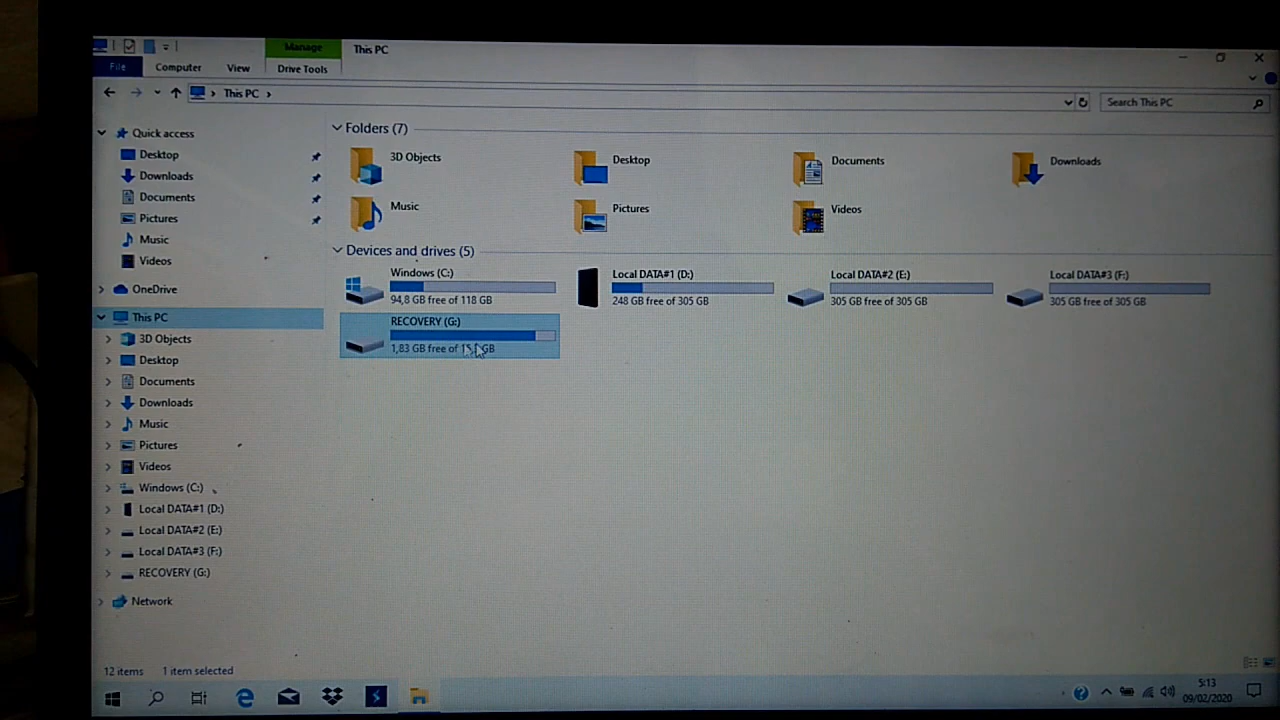 Manage
This PC
File
Computer
View
Drive Tools
This PC
Search This PC
Quick access
Desktop
Downloads
Documents
Pictures
Music
Videos
OneDrive
This PC
3D Objects
Desktop
Documents
Downloads
Music
Pictures
Videos
Windows (C:)
Local DATA#1 (D:)
Local DATA#2 (E:)
Local DATA#3 (F:)
RECOVERY (G:)
Network
Folders (7)
3D Objects
Desktop
Documents
Downloads
Music
Pictures
Videos
Devices and drives (5)
Windows (C:)
94,8 GB free of 118 GB
Local DATA#1 (D:)
248 GB free of 305 GB
Local DATA#2 (E:)
305 GB free of 305 GB
Local DATA#3 (F:)
305 GB free of 305 GB
RECOVERY (G:)
1,83 GB free of GB
12 items
1 item selected
5:13
09/02/2020